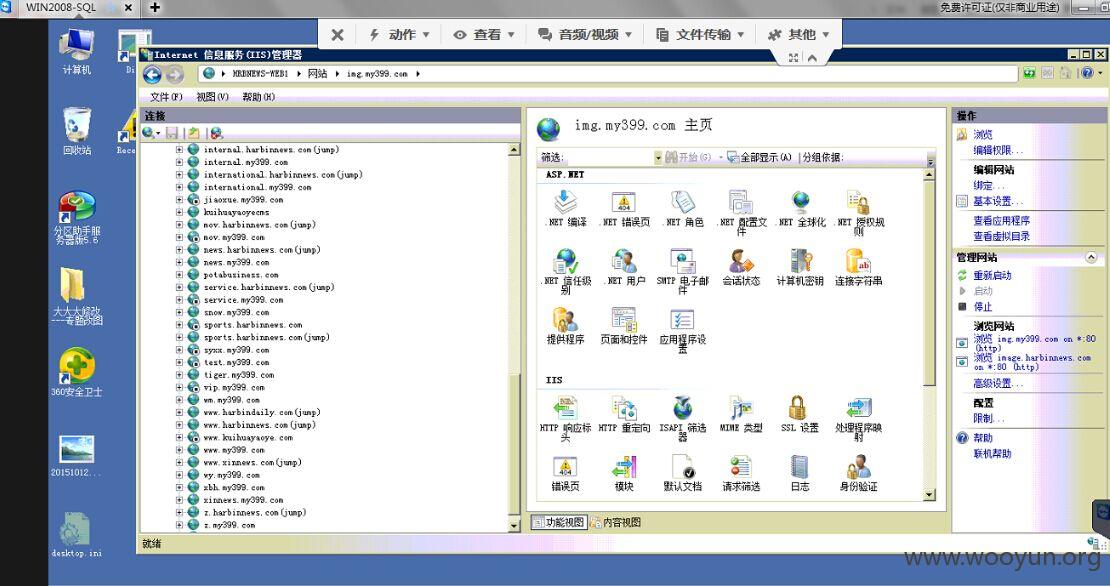 WIN2008-SQL
免费许可证(仅非商业用途)
动作
查看
音频/视频
文件传输
其他
计算机
回收站
Rece
分区助手服
务器版5.6
大大大修改
----专题改图
360安全卫士
20151012...
desktop.ini
Internet 信息服务(IIS)管理器
MRBNEWS-WEB1 网站 img.my399.com
文件(F) 视图(V) 帮助(H)
连接
internal.harbinnews.com(jump)
internal.my399.com
international.harbinnews.com(jump)
international.my399.com
jiaoxue.my399.com
kuihuayaoyecms
mov.harbinnews.com(jump)
mov.my399.com
news.harbinnews.com(jump)
news.my399.com
potabusiness.com
service.harbinnews.com(jump)
service.my399.com
snow.my399.com
sports.harbinnews.com
sports.harbinnews.com(jump)
syxx.my399.com
test.my399.com
tiger.my399.com
vip.my399.com
wm.my399.com
www.harbindaily.com(jump)
www.harbinnews.com(jump)
www.kuihuayaoye.com
www.my399.com
www.xinnews.com(jump)
wy.my399.com
xbh.my399.com
xinnews.my399.com
z.harbinnews.com(jump)
z.my399.com
img.my399.com 主页
筛选: 开始(G) 全部显示(A) 分组依据:
ASP.NET
.NET 编译
.NET 错误页
.NET 角色
.NET 配置文
件
.NET 全球化
.NET 授权规
则
.NET 信任级
别
.NET 用户
SMTP 电子邮
件
会话状态
计算机密钥
连接字符串
提供程序
页面和控件
应用程序设
置
IIS
HTTP 响应标
头
HTTP 重定向
ISAPI 筛选
器
MIME 类型
SSL 设置
处理程序映
射
错误页
模块
默认文档
请求筛选
日志
身份验证
功能视图
内容视图
操作
浏览
编辑权限...
编辑网站
绑定...
基本设置...
查看应用程序
查看虚拟目录
管理网站
重新启动
启动
停止
浏览网站
浏览 img.my399.com on *:80
(http)
浏览 image.harbinnews.com
on *:80 (http)
高级设置...
配置
限制...
帮助
联机帮助
就绪
www.wooyun.org